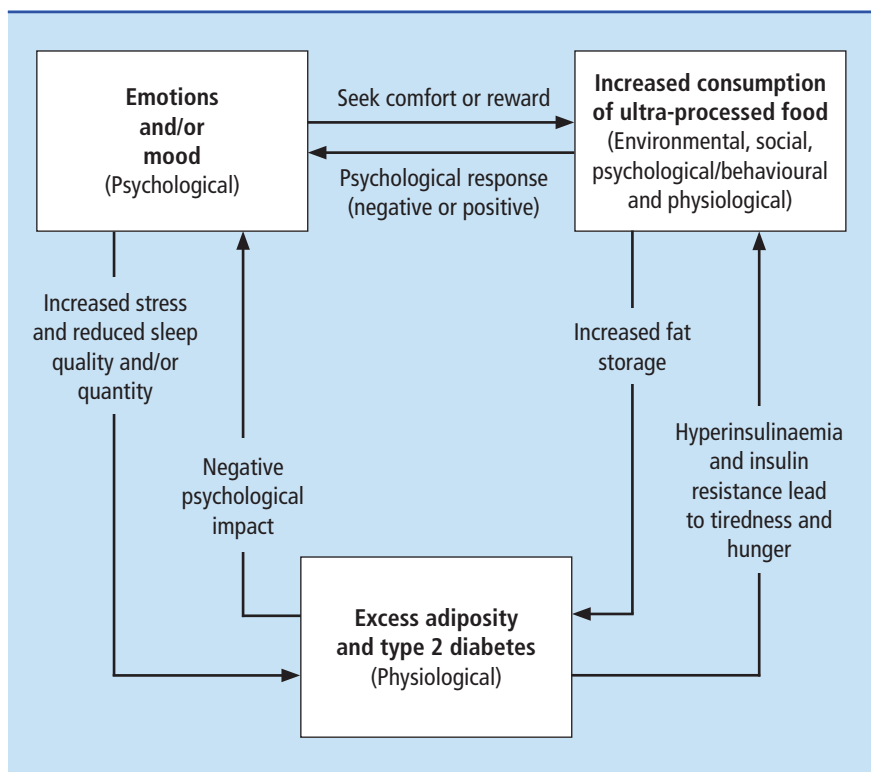 Emotions
and/or
mood
(Psychological)
Seek comfort or reward
Psychological response
(negative or positive)
Increased consumption
of ultra-processed food
(Environmental, social,
psychological/behavioural
and physiological)
Increased stress
and reduced sleep
quality and/or
quantity
Negative
psychological
impact
Increased fat
storage
Hyperinsulinaemia
and insulin
resistance lead
to tiredness and
hunger
Excess adiposity
and type 2 diabetes
(Physiological)